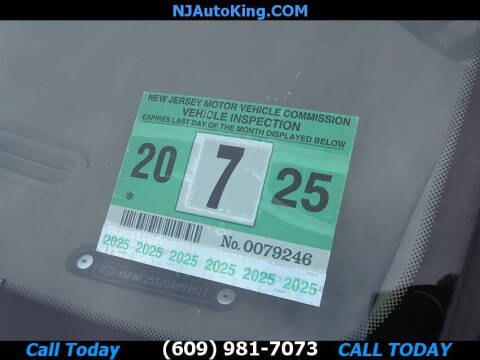 NJAutoKing.COM
NEW JERSEY MOTOR VEHICLE COMMISSION
VEHICLE INSPECTION
EXPIRES LAST DAY OF THE MONTH DISPLAYED BELOW
20 7 25
*
No. 0079246
2025 2025 2025 2025 2025 2025 2025
Call Today (609) 981-7073 CALL TODAY